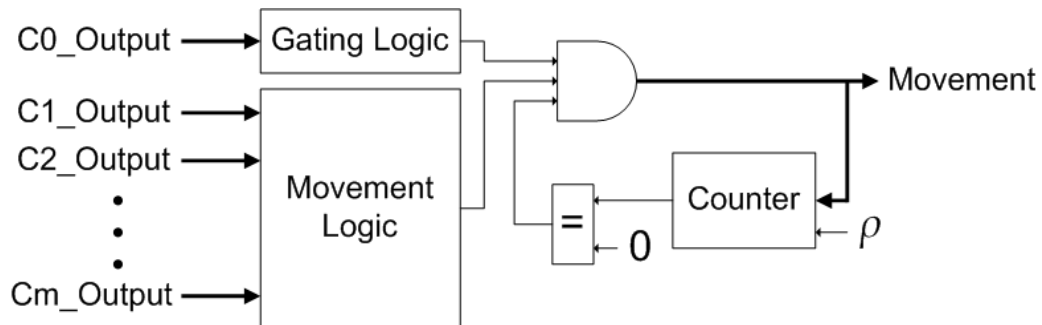 C0_Output
Gating Logic
Movement
C1_Output
C2_Output
Movement
Logic
Counter
=
0
ρ
Cm_Output